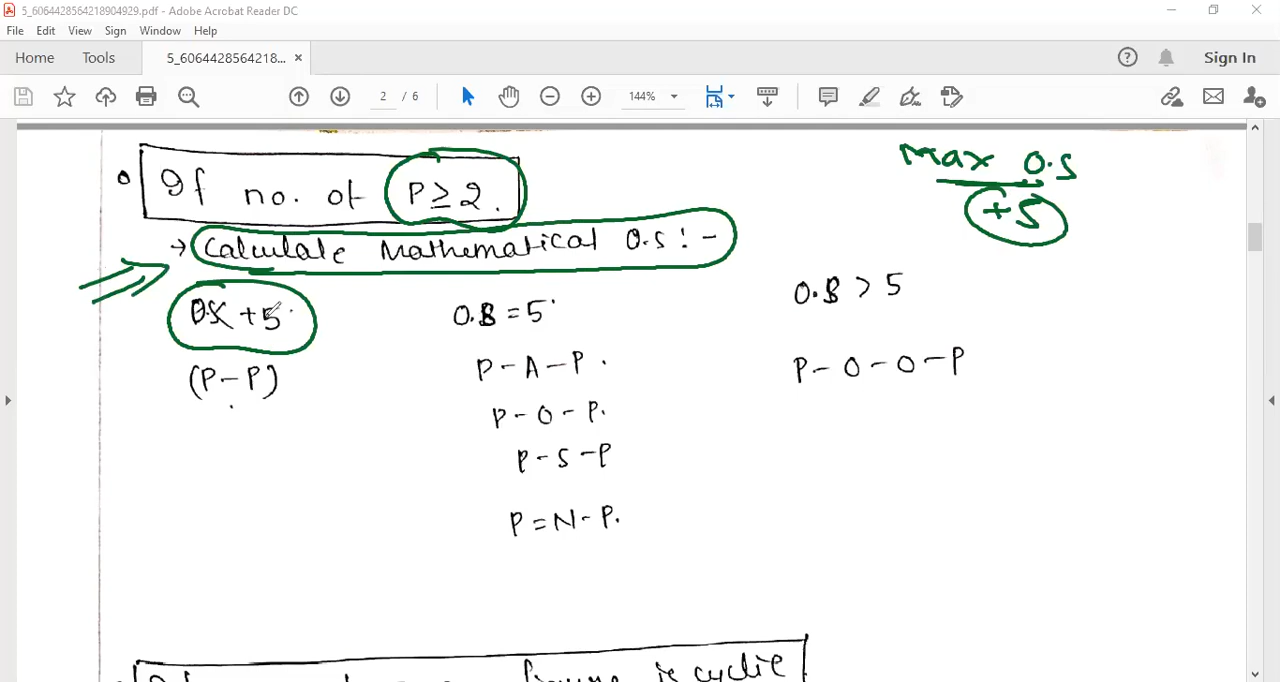 5_6064428564218904929.pdf - Adobe Acrobat Reader DC
File Edit View Sign Window Help
Home Tools 5_6064428564218... ×
Sign In
2 / 6 144%
If no. of P ≥ 2.
Max O.S
+5
→ Calculate Mathematical O.S! -
O.S = 5
O.S > 5
(P - P)
P - A - P.
P - O - O - P
P - O - P.
P - S - P
P = N - P.
is cyclic